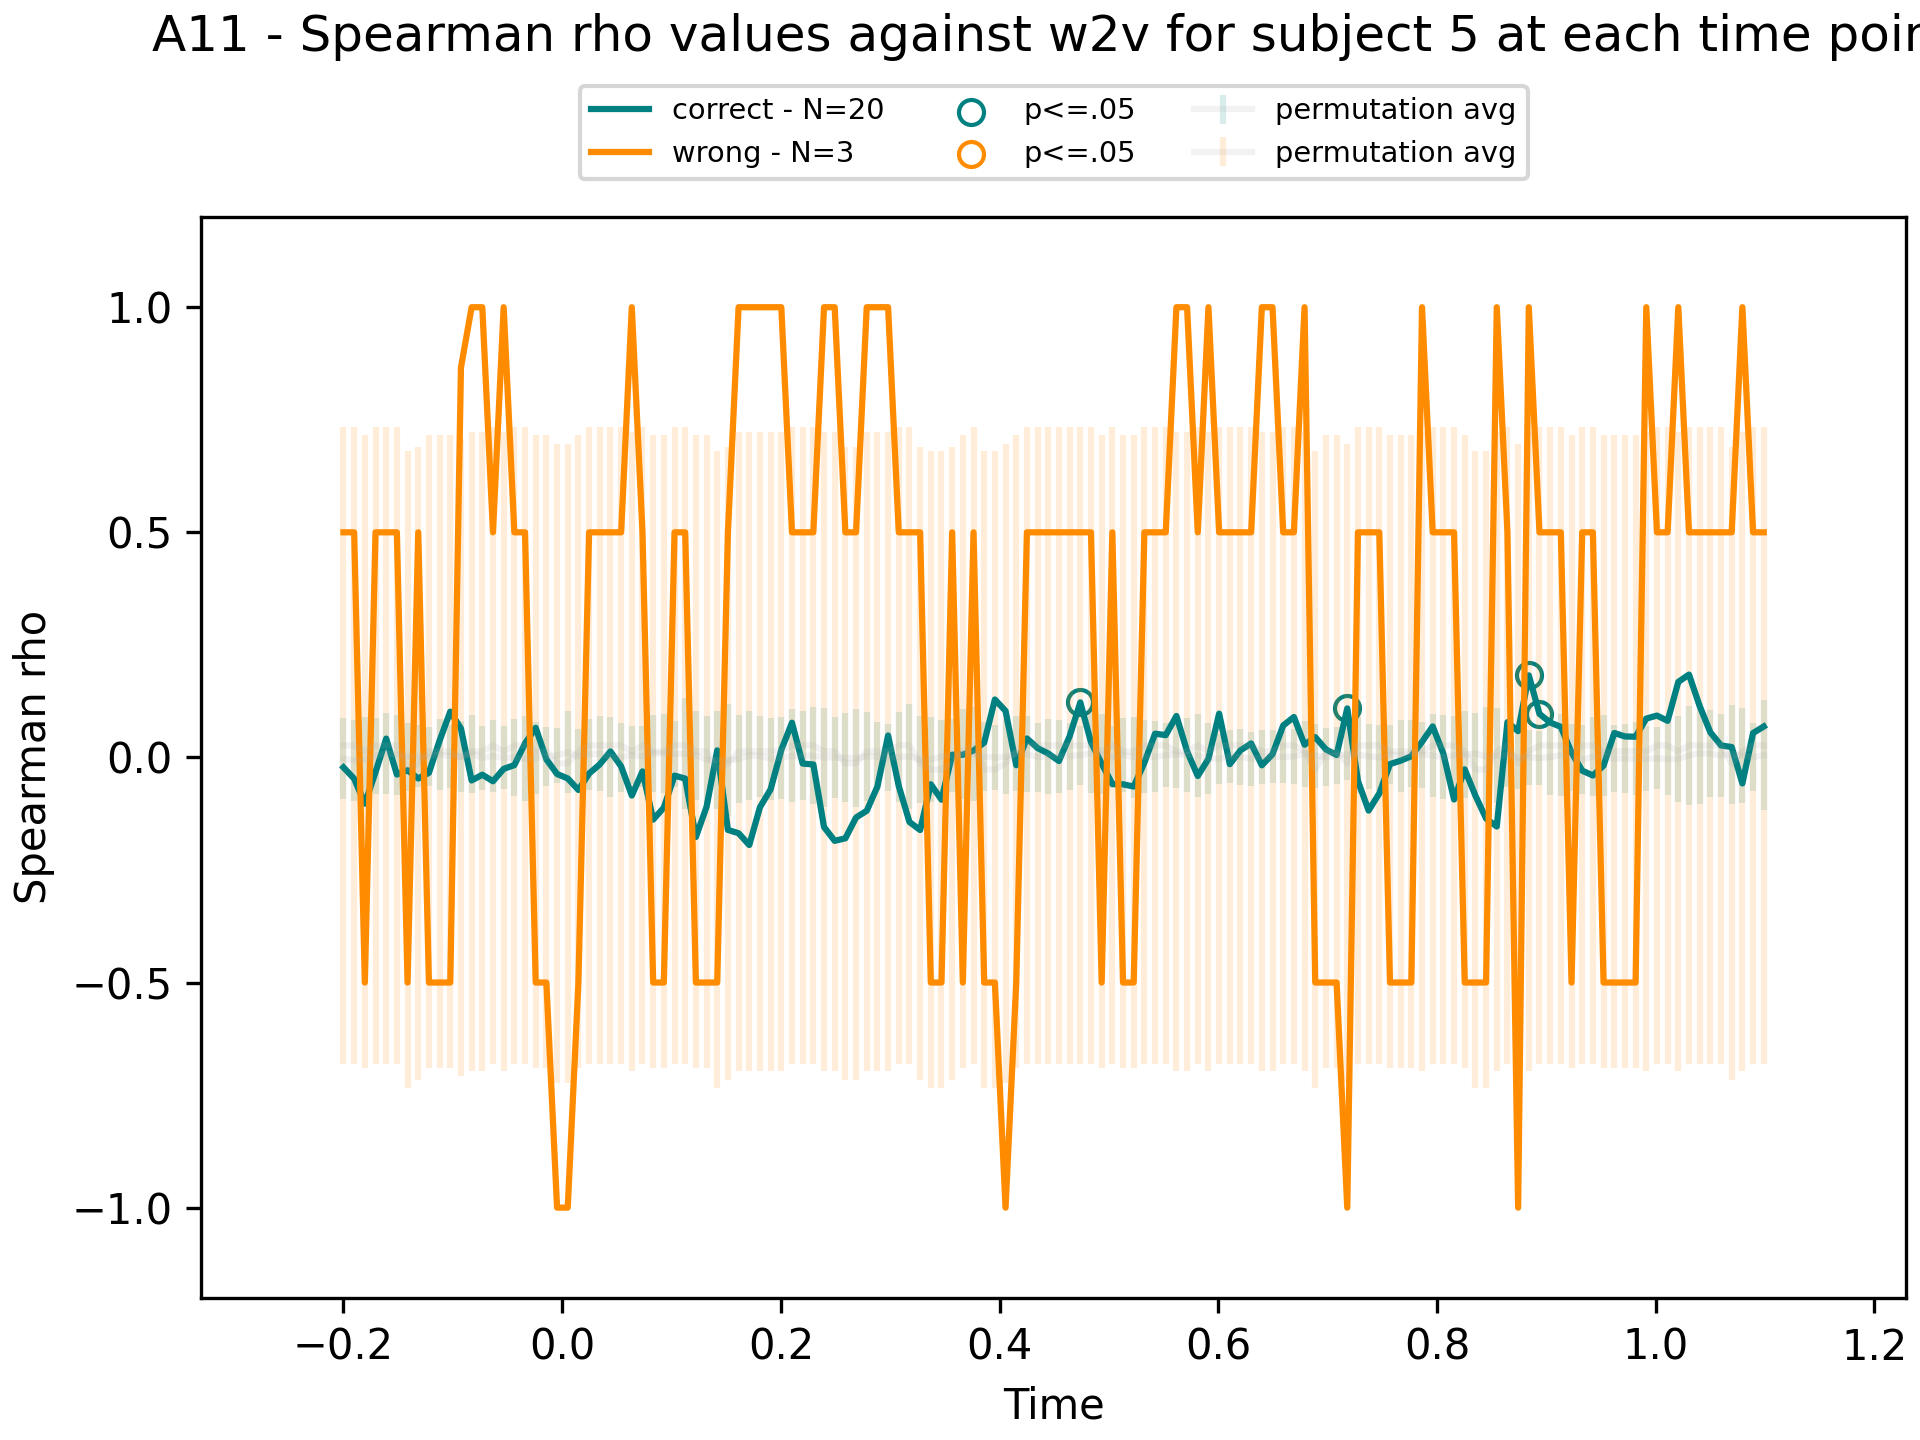 A11 - Spearman rho values against w2v for subject 5 at each time poin
correct - N=20 p<=.05 permutation avg
wrong - N=3 p<=.05 permutation avg
1.0
0.5
0.0
−0.5
−1.0
Spearman rho
−0.2 0.0 0.2 0.4 0.6 0.8 1.0 1.2
Time